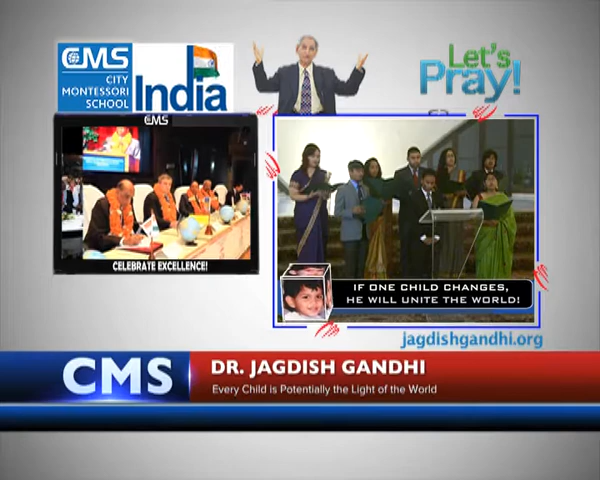 CMS
CITY
MONTESSORI
SCHOOL
India
Let's
Pray!
CMS
CELEBRATE EXCELLENCE!
IF ONE CHILD CHANGES,
HE WILL UNITE THE WORLD!
jagdishgandhi.org
CMS
DR. JAGDISH GANDHI
Every Child is Potentially the Light of the World